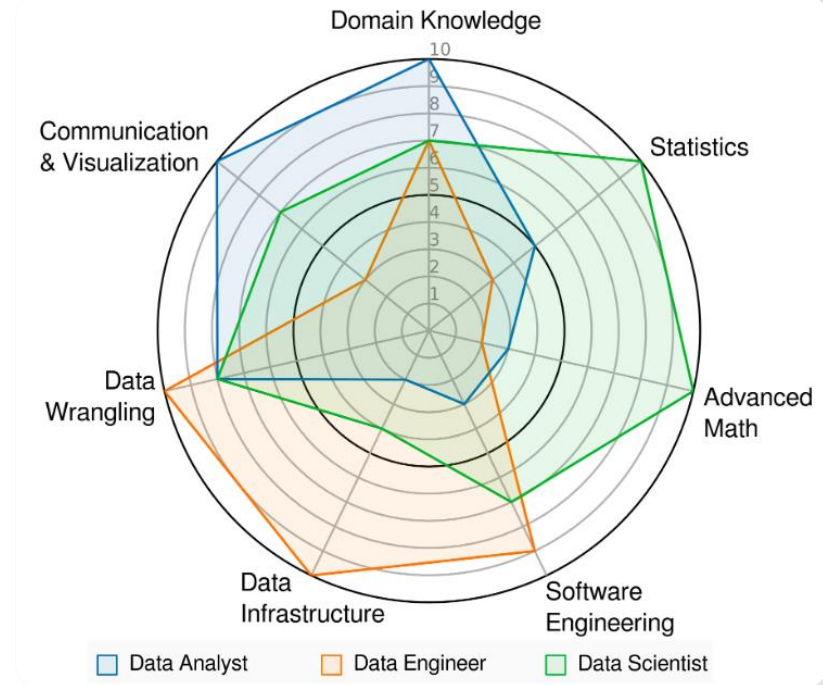 Domain Knowledge
10
9
8
7
6
5
4
3
2
1
Communication
& Visualization
Statistics
Data
Wrangling
Advanced
Math
Data
Infrastructure
Software
Engineering
Data Analyst
Data Engineer
Data Scientist